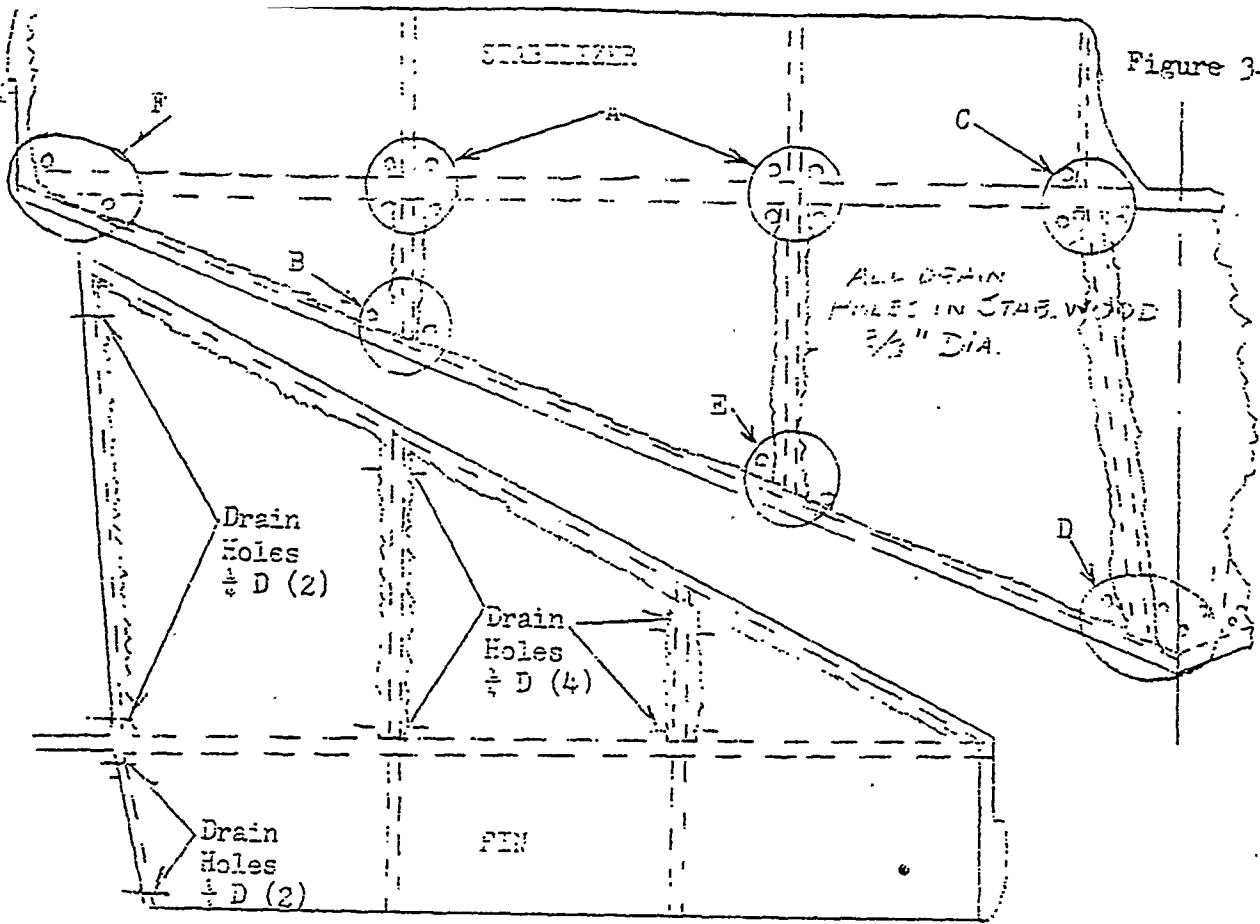 STABILIZER
Figure 3-
F
A
C
B
ALL DRAIN
HOLES IN STAB. WOOD
" DIA.
E
D
Drain
Holes
D (2)
Drain
Holes
D (4)
Drain
Holes
D (2)
FIN